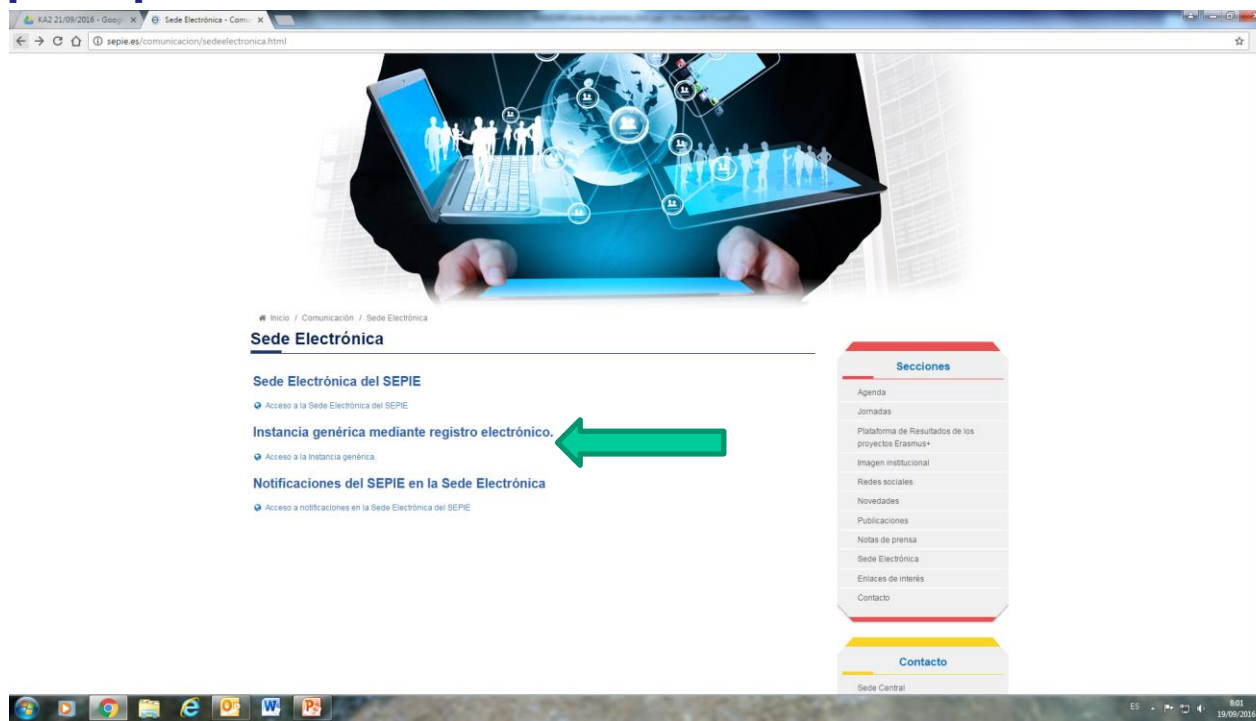 KA2 21/09/2016 - Goog
Sede Electrónica - Comu
sepie.es/comunicacion/sedeelectronica.html
Inicio / Comunicación / Sede Electrónica
Sede Electrónica
Sede Electrónica del SEPIE
Acceso a la Sede Electrónica del SEPIE
Instancia genérica mediante registro electrónico.
Acceso a la Instancia genérica.
Notificaciones del SEPIE en la Sede Electrónica
Acceso a notificaciones en la Sede Electrónica del SEPIE
Secciones
Agenda
Jornadas
Plataforma de Resultados de los
proyectos Erasmus+
Imagen institucional
Redes sociales
Novedades
Publicaciones
Notas de prensa
Sede Electrónica
Enlaces de interés
Contacto
Contacto
Sede Central
ES
8:01
19/09/2016